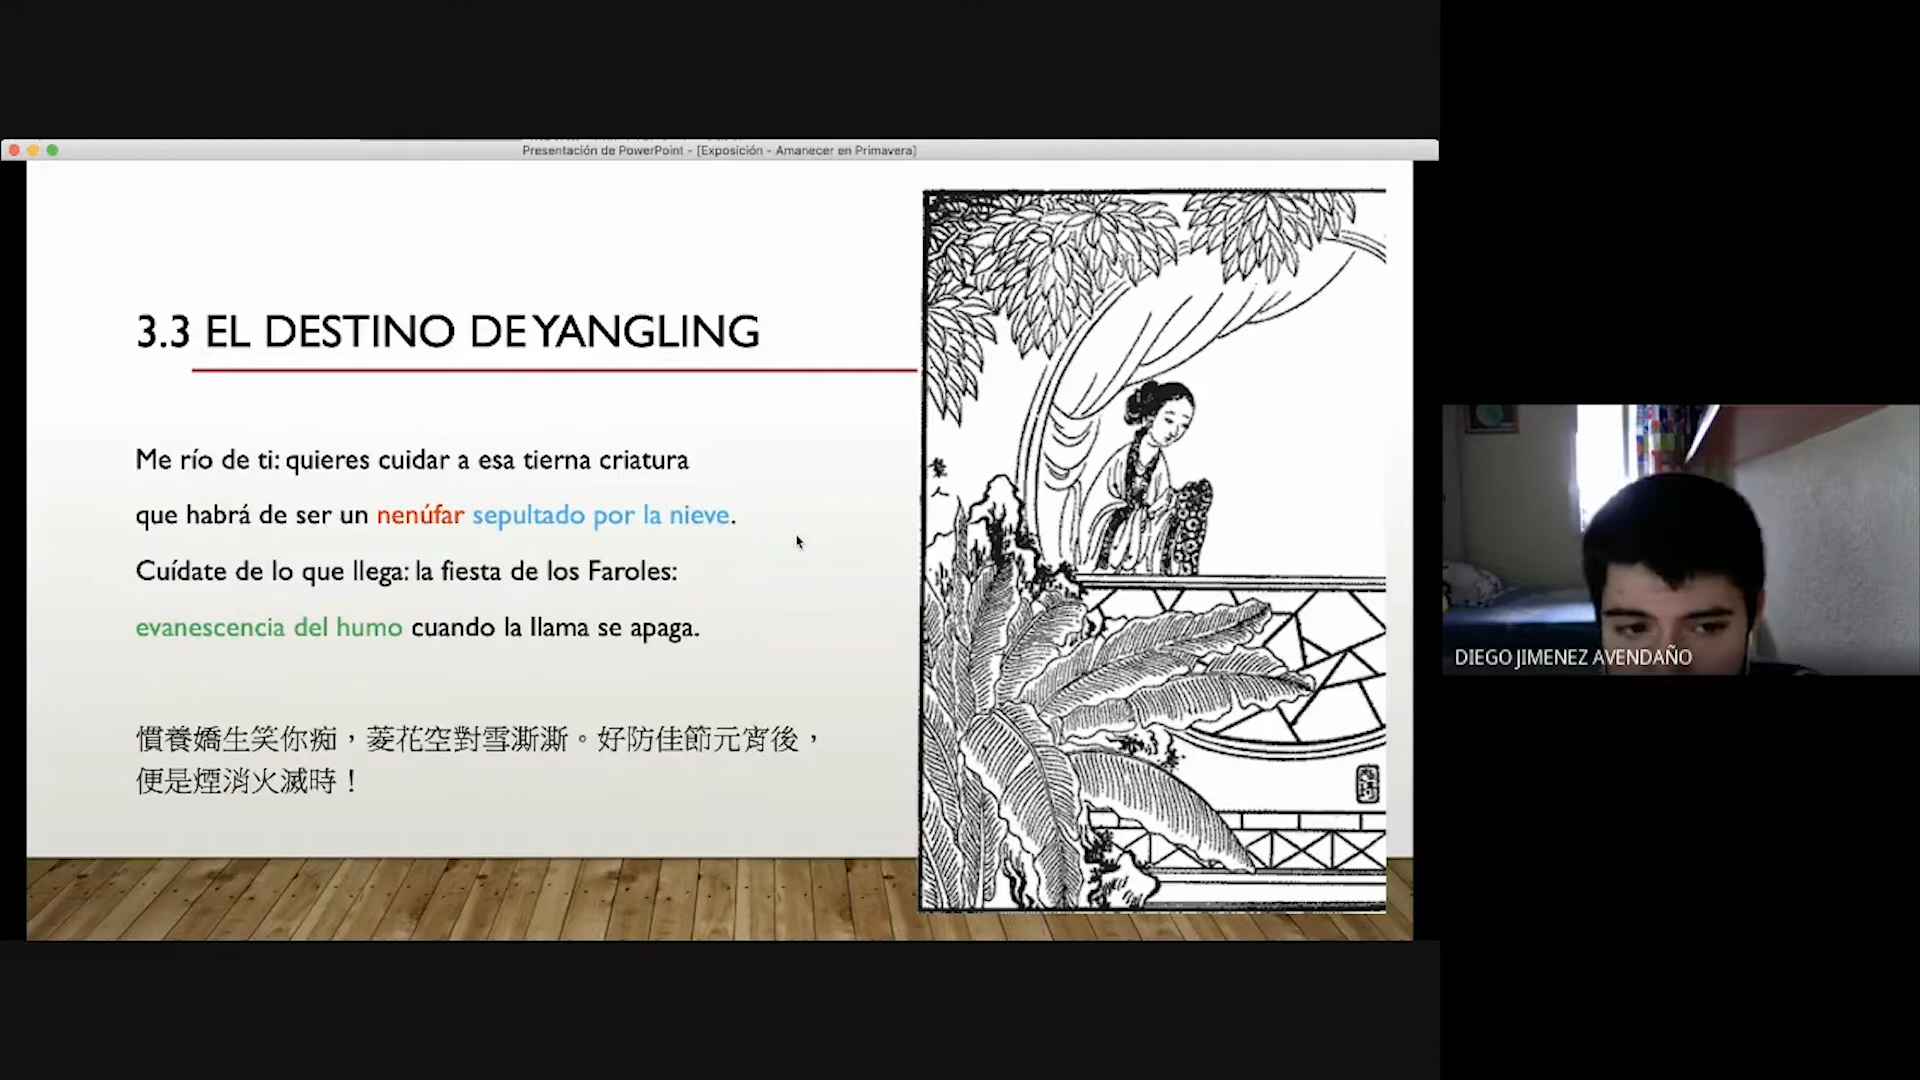 Presentación de PowerPoint - [Exposición - Amanecer en Primavera]
3.3 EL DESTINO DE YANGLING
Me río de ti: quieres cuidar a esa tierna criatura
que habrá de ser un nenúfar sepultado por la nieve.
Cuídate de lo que llega: la fiesta de los Faroles:
evanescencia del humo cuando la llama se apaga.
慣養嬌生笑你痴，菱花空對雪澌澌。好防佳節元宵後，
便是煙消火滅時！
DIEGO JIMENEZ AVENDAÑO